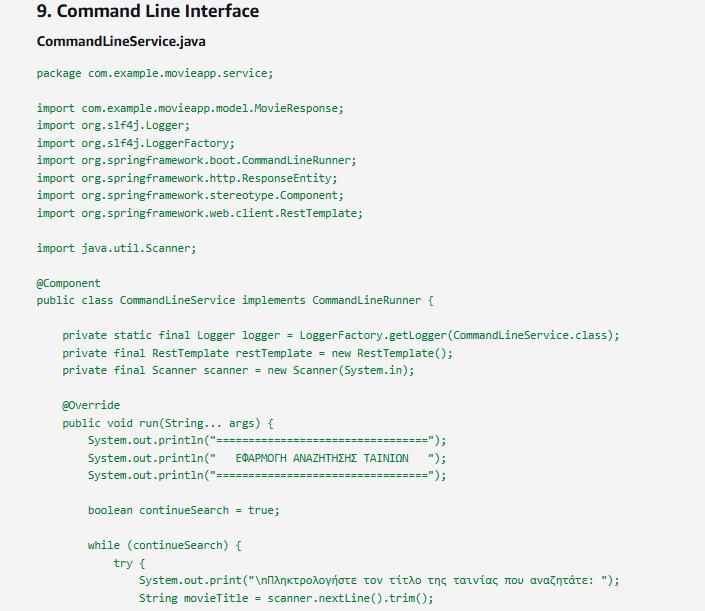 9. Command Line Interface
CommandLineService.java
package com.example.movieapp.service;
import com.example.movieapp.model.MovieResponse;
import org.slf4j.Logger;
import org.slf4j.LoggerFactory;
import org.springframework.boot.CommandLineRunner;
import org.springframework.http.ResponseEntity;
import org.springframework.stereotype.Component;
import org.springframework.web.client.RestTemplate;
import java.util.Scanner;
@Component
public class CommandLineService implements CommandLineRunner {
    private static final Logger logger = LoggerFactory.getLogger(CommandLineService.class);
    private final RestTemplate restTemplate = new RestTemplate();
    private final Scanner scanner = new Scanner(System.in);
    @Override
    public void run(String... args) {
        System.out.println("=================================");
        System.out.println("   ΕΦΑΡΜΟΓΗ ΑΝΑΖΗΤΗΣΗΣ ΤΑΙΝΙΩΝ   ");
        System.out.println("=================================");
        boolean continueSearch = true;
        while (continueSearch) {
            try {
                System.out.print("\nΠληκτρολογήστε τον τίτλο της ταινίας που αναζητάτε: ");
                String movieTitle = scanner.nextLine().trim();